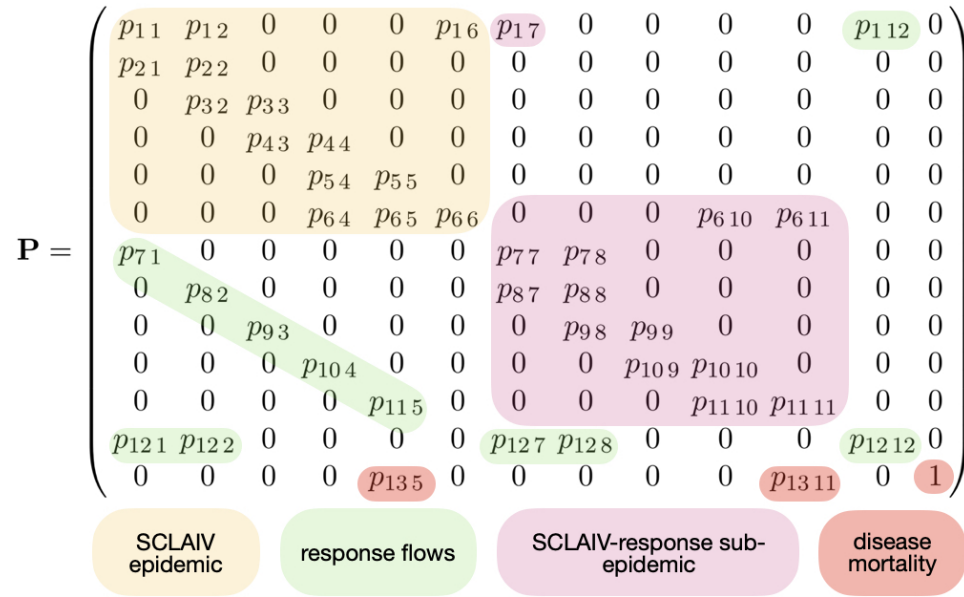 p11 p12 0 0 0 p16 p17 0 0 0 0 p112 0
p21 p22 0 0 0 0 0 0 0 0 0 0 0
0 p32 p33 0 0 0 0 0 0 0 0 0 0
0 0 p43 p44 0 0 0 0 0 0 0 0 0
0 0 0 p54 p55 0 0 0 0 0 0 0 0
0 0 0 p64 p65 p66 0 0 0 p610 p611 0 0
P = p71 0 0 0 0 0 p77 p78 0 0 0 0 0
0 p82 0 0 0 0 p87 p88 0 0 0 0 0
0 0 p93 0 0 0 0 p98 p99 0 0 0 0
0 0 0 p104 0 0 0 0 p109 p1010 0 0 0
0 0 0 0 p115 0 0 0 0 p1110 p1111 0 0
p121 p122 0 0 0 0 p127 p128 0 0 0 p1212 0
0 0 0 0 p135 0 0 0 0 0 p1311 0 1
SCLAIV
epidemic
response flows
SCLAIV-response sub-
epidemic
disease
mortality